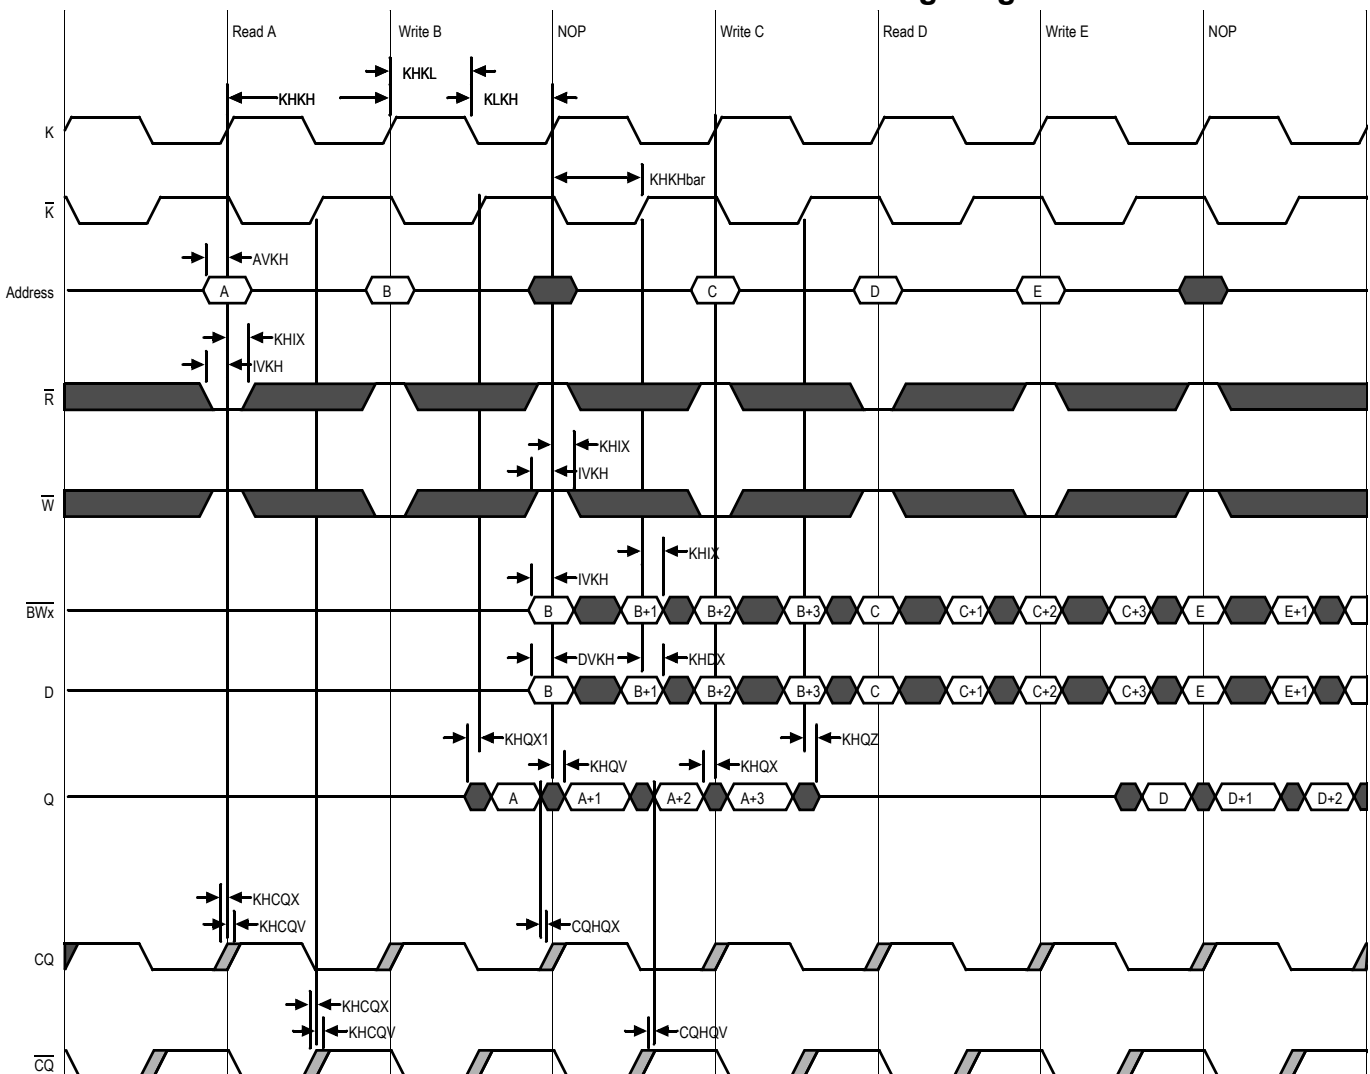 Read A Write B NOP Write C Read D Write E NOP
KHKL
KHKH KLKH
K
KHKHbar
K
AVKH
Address A B C D E
KHIX
IVKH
R
KHIX
IVKH
W
KHIX
IVKH
BWx B B+1 B+2 B+3 C C+1 C+2 C+3 E E+1
DVKH KHDX
D B B+1 B+2 B+3 C C+1 C+2 C+3 E E+1
KHQX1 KHQZ
KHQV KHQX
Q A A+1 A+2 A+3 D D+1 D+2
KHCQX
KHCQV CQHQX
CQ
KHCQX
KHCQV CQHQV
CQ